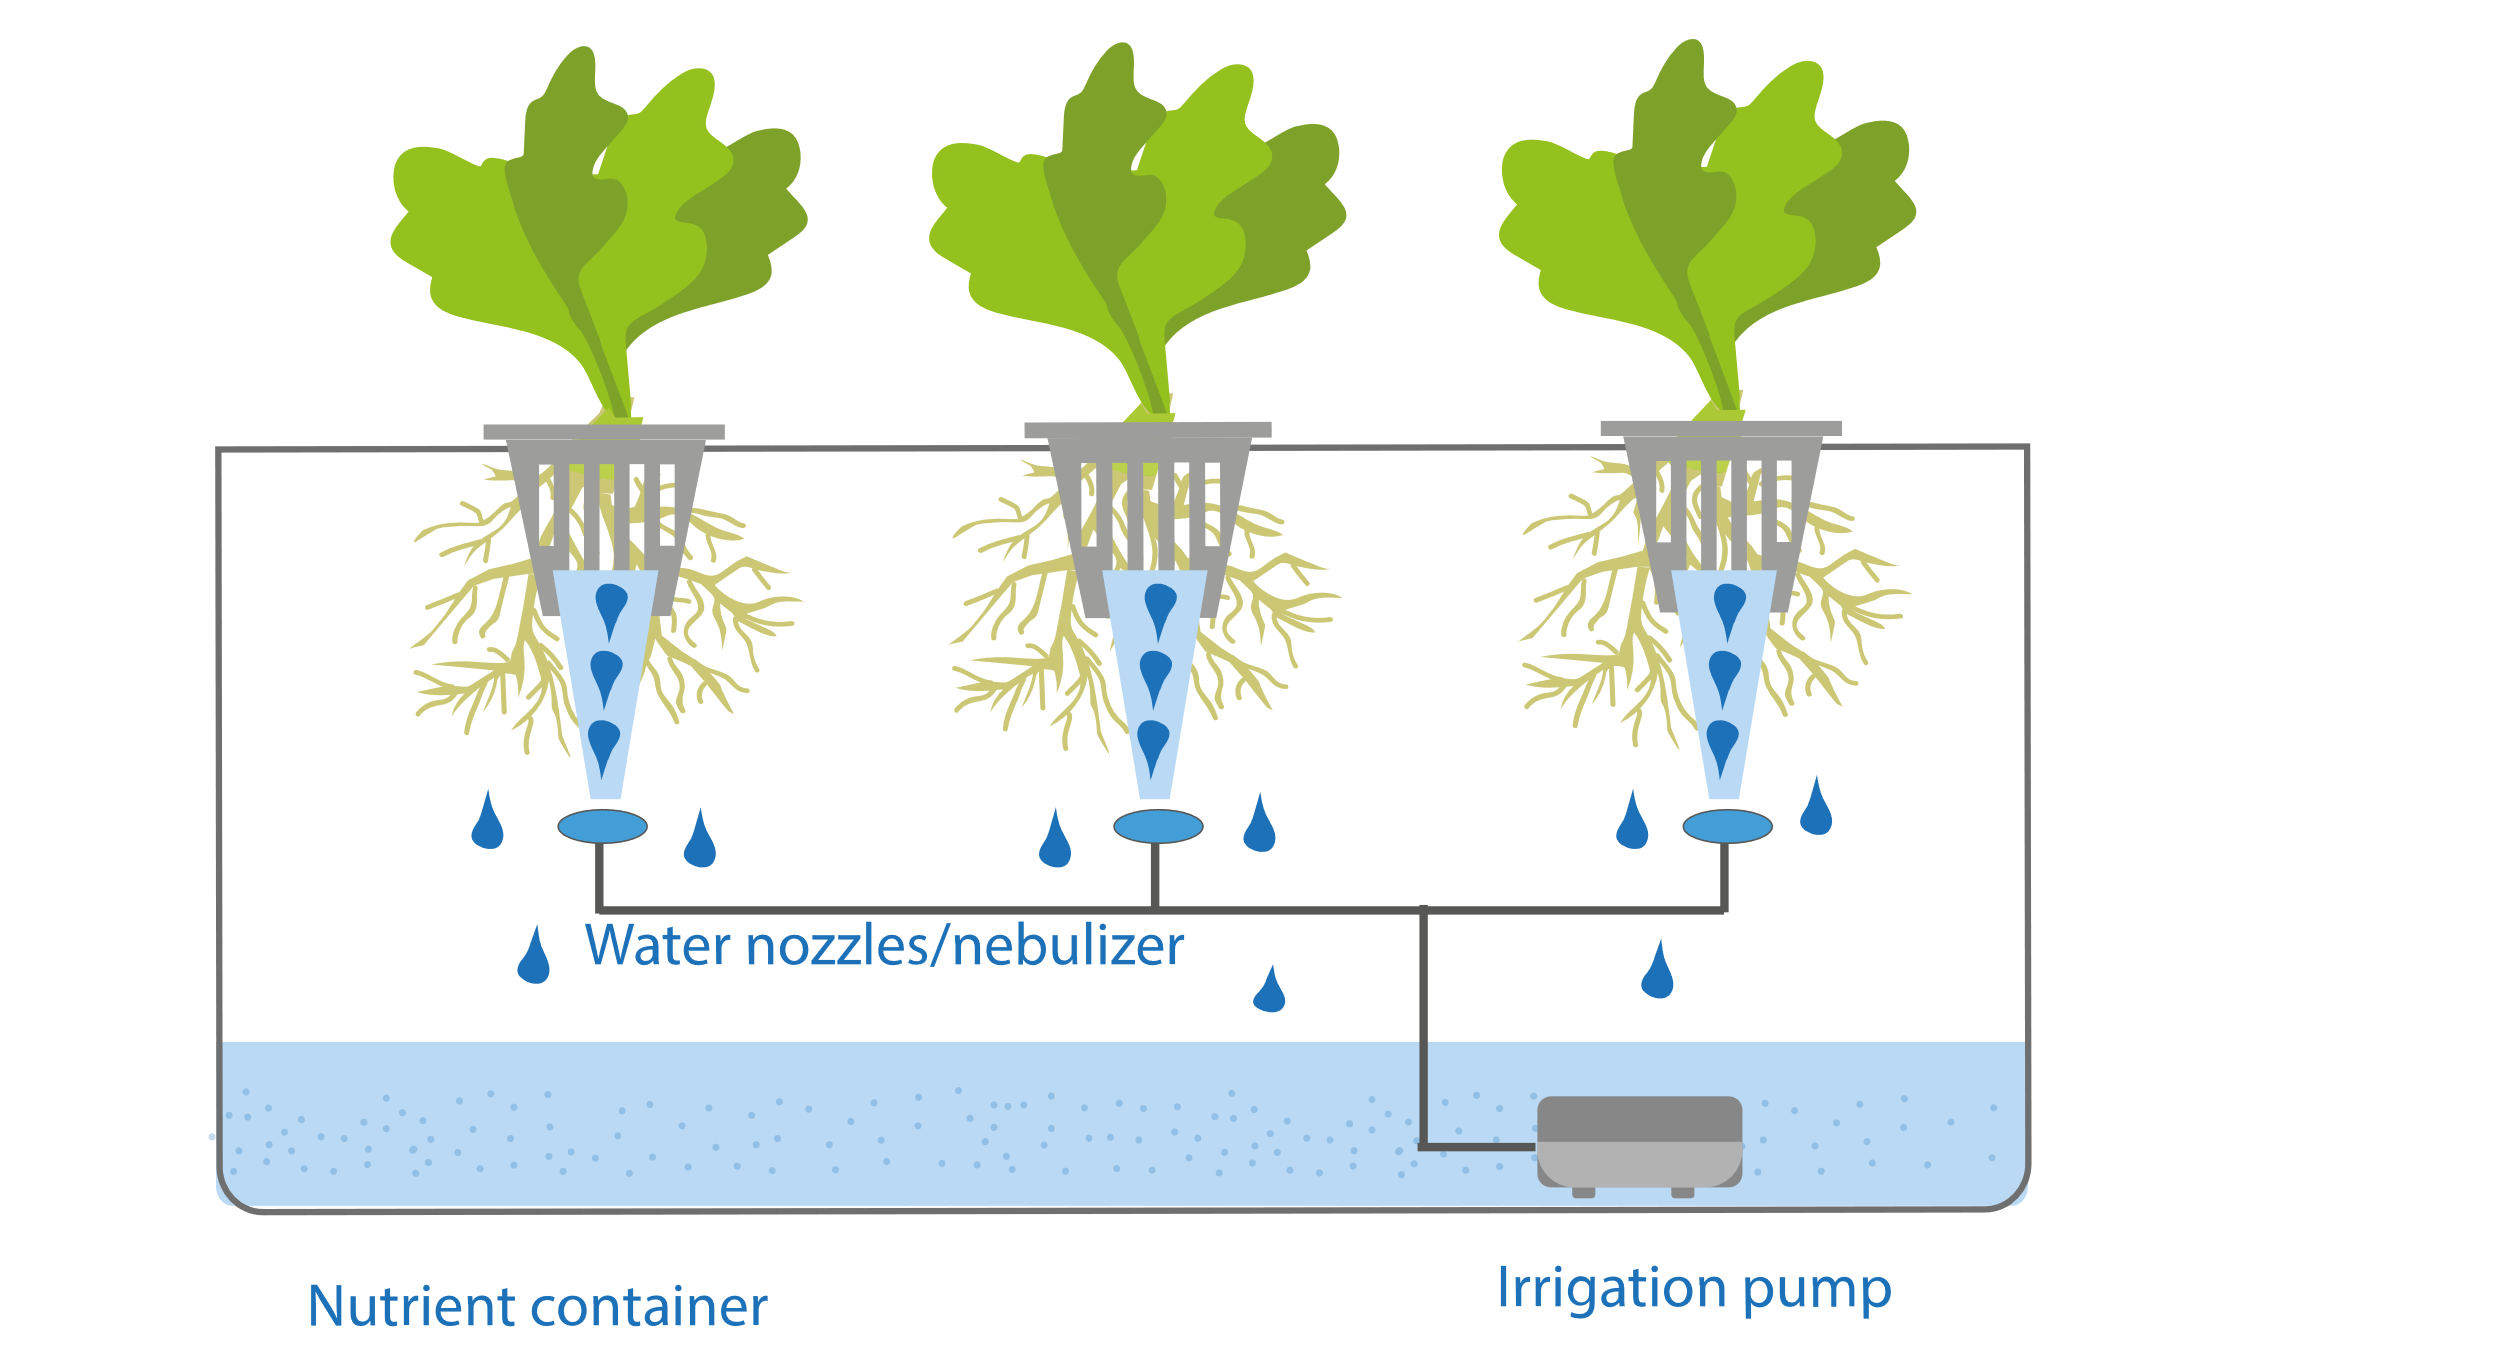 Water nozzles/nebulizer
Irrigation pump
Nutrient container